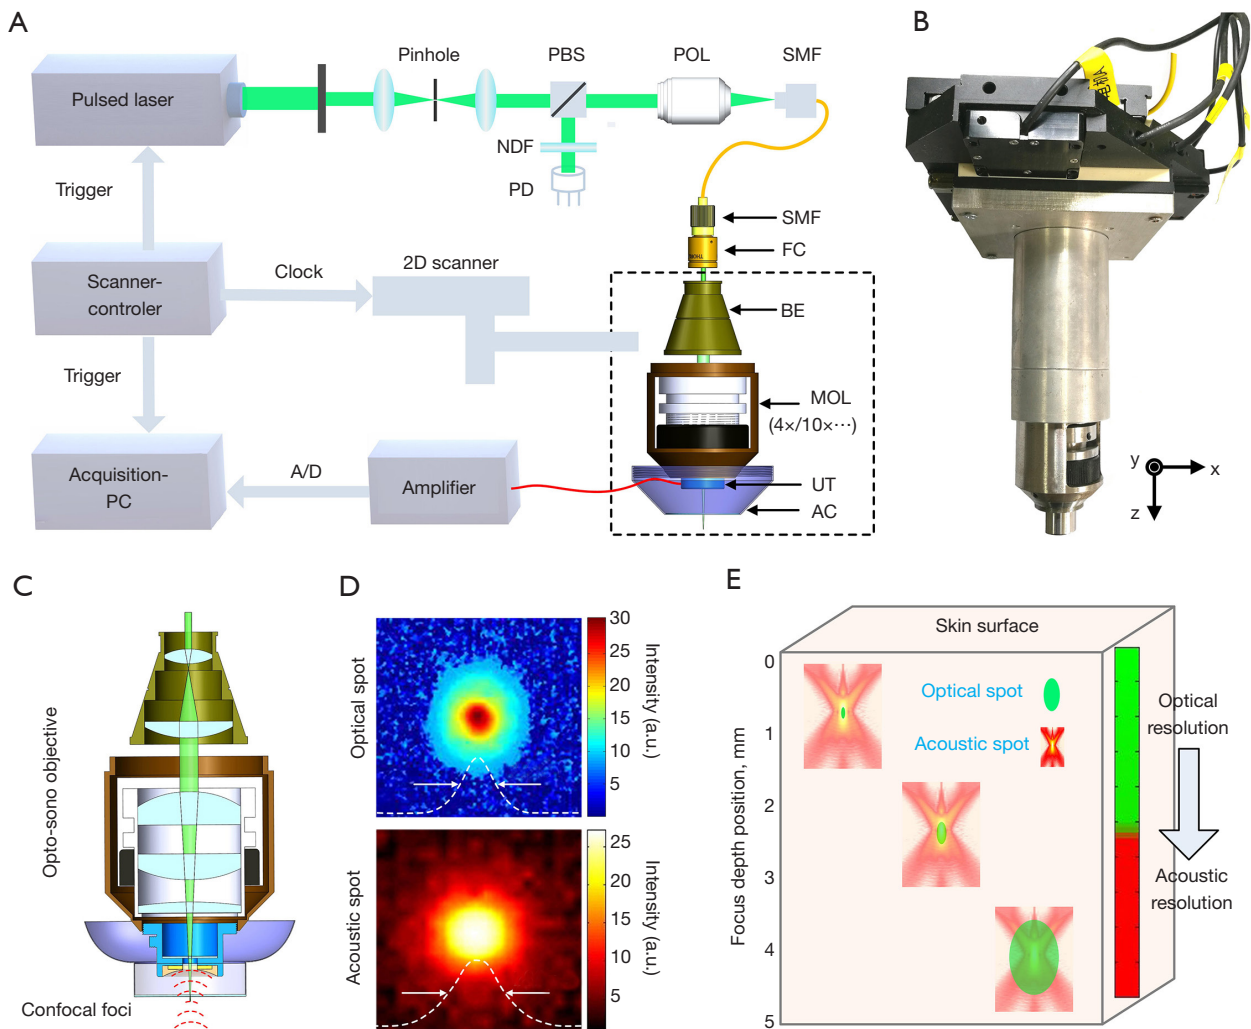 A
Pulsed laser
Pinhole
PBS
POL
SMF
NDF
PD
Trigger
SMF
FC
Scanner-
controler
Clock
2D scanner
BE
Trigger
MOL
(4×/10×···)
Acquisition-
PC
A/D
Amplifier
UT
AC
B
y
x
z
C
Opto-sono objective
Confocal foci
D
Optical spot
30
25
20
15
10
5
Intensity (a.u.)
Acoustic spot
25
20
15
10
5
Intensity (a.u.)
E
Skin surface
Focus depth position, mm
0
1
2
3
4
5
Optical spot
Acoustic spot
Optical
resolution
Acoustic
resolution